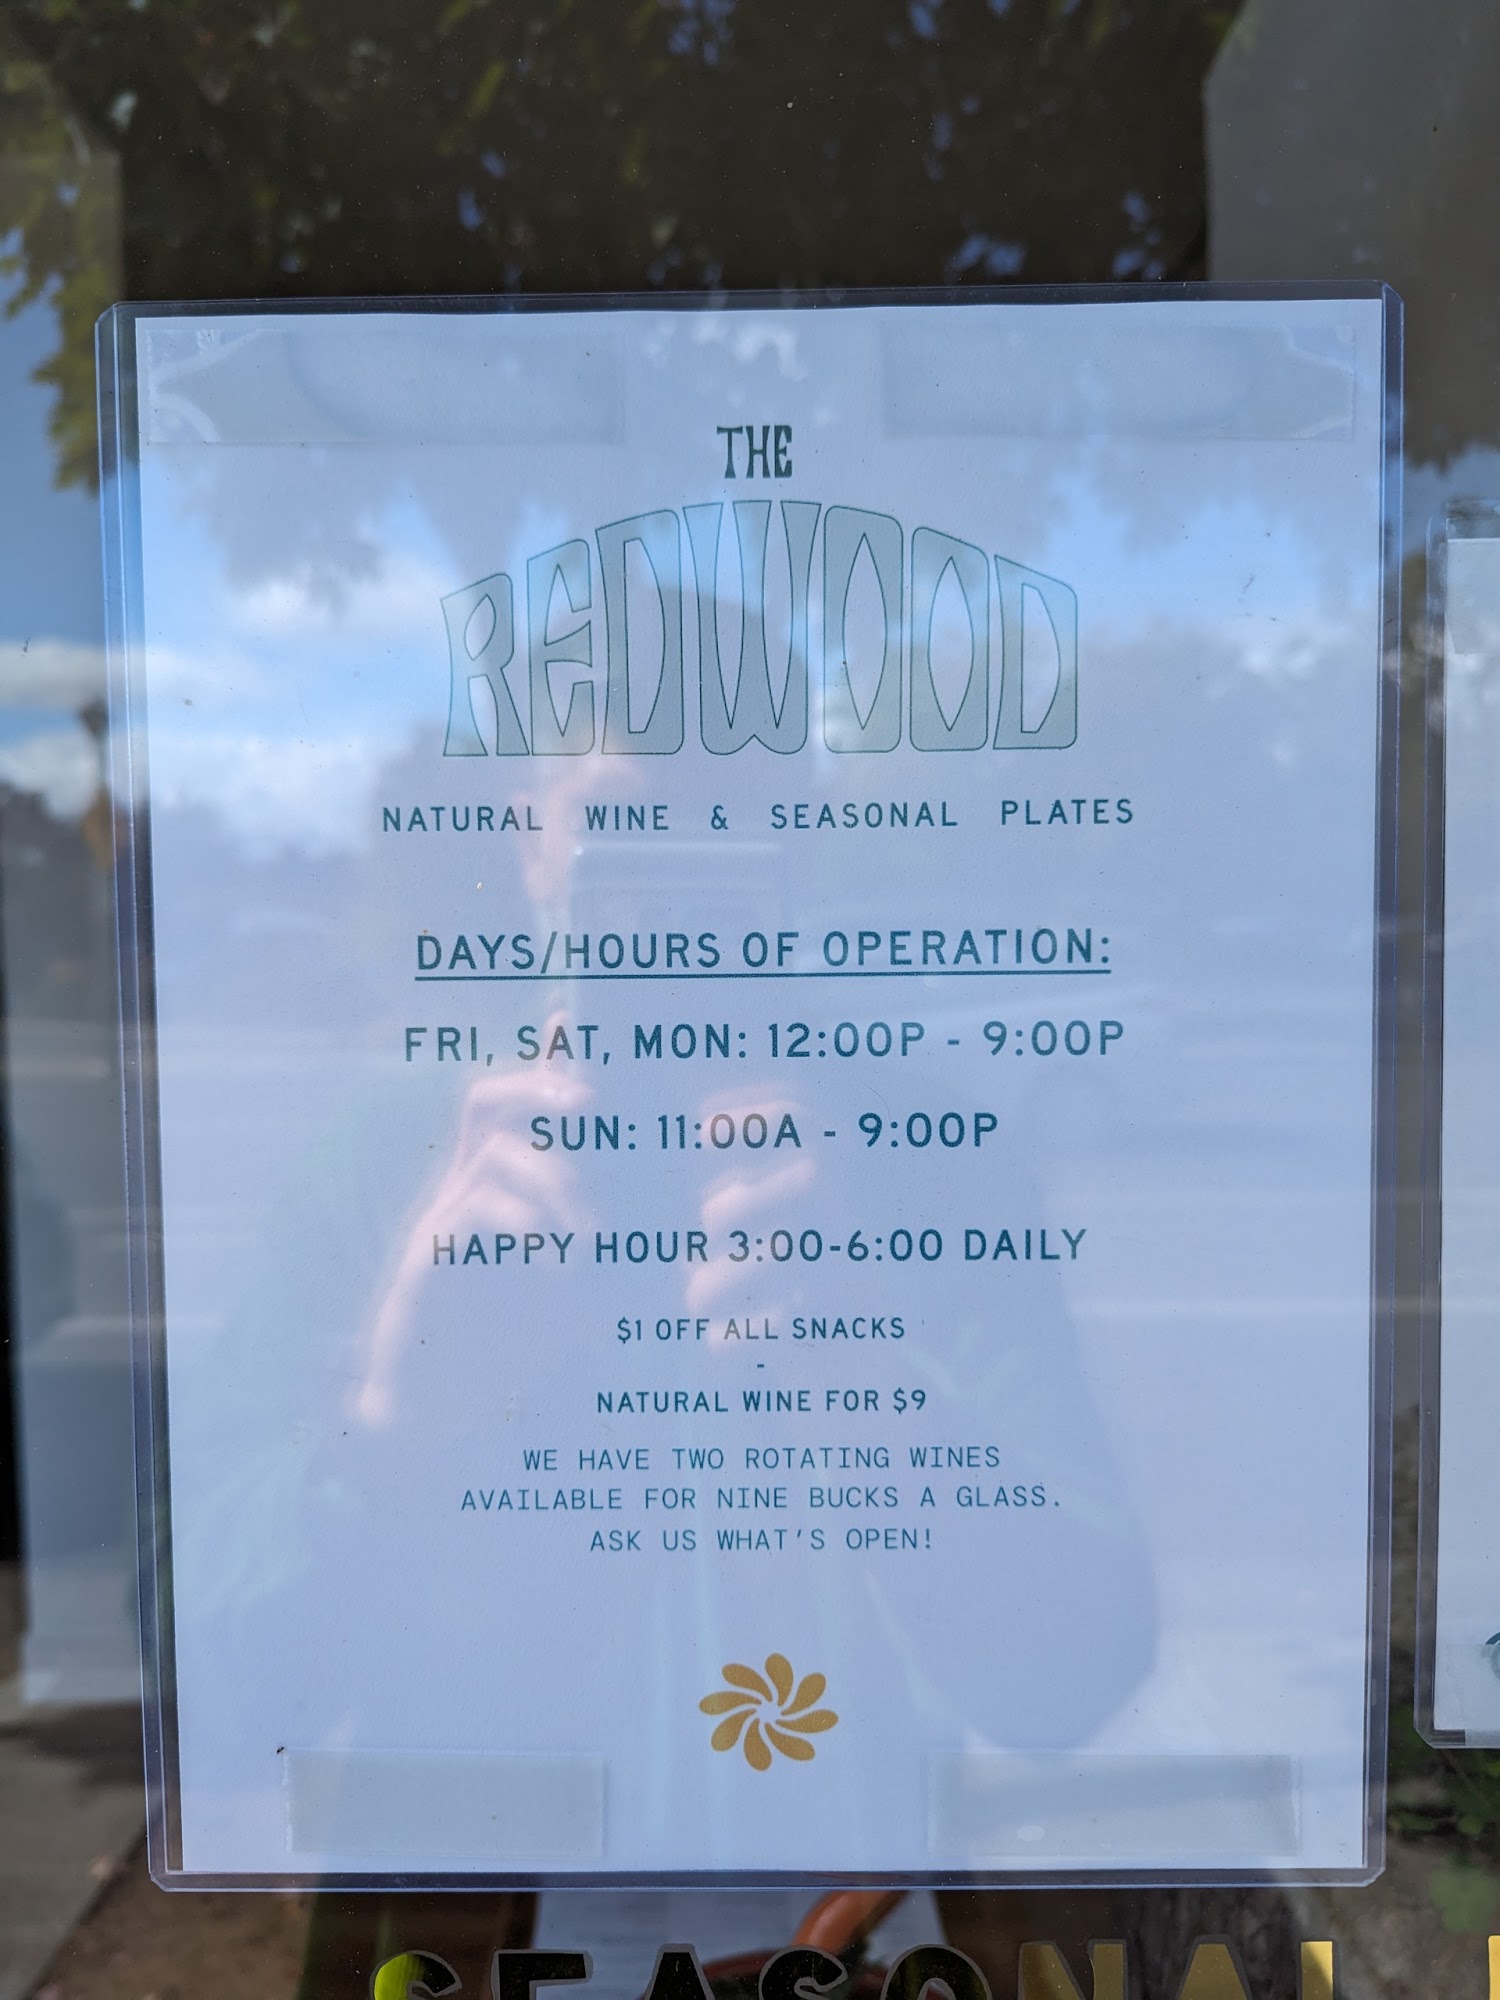 THE
REDWOOD
NATURAL WINE & SEASONAL PLATES
DAYS/HOURS OF OPERATION:
FRI, SAT, MON: 12:00P - 9:00P
SUN: 11:00A - 9:00P
HAPPY HOUR 3:00-6:00 DAILY
$1 OFF ALL SNACKS
-
NATURAL WINE FOR $9
WE HAVE TWO ROTATING WINES
AVAILABLE FOR NINE BUCKS A GLASS.
ASK US WHAT'S OPEN!
SEASONAL